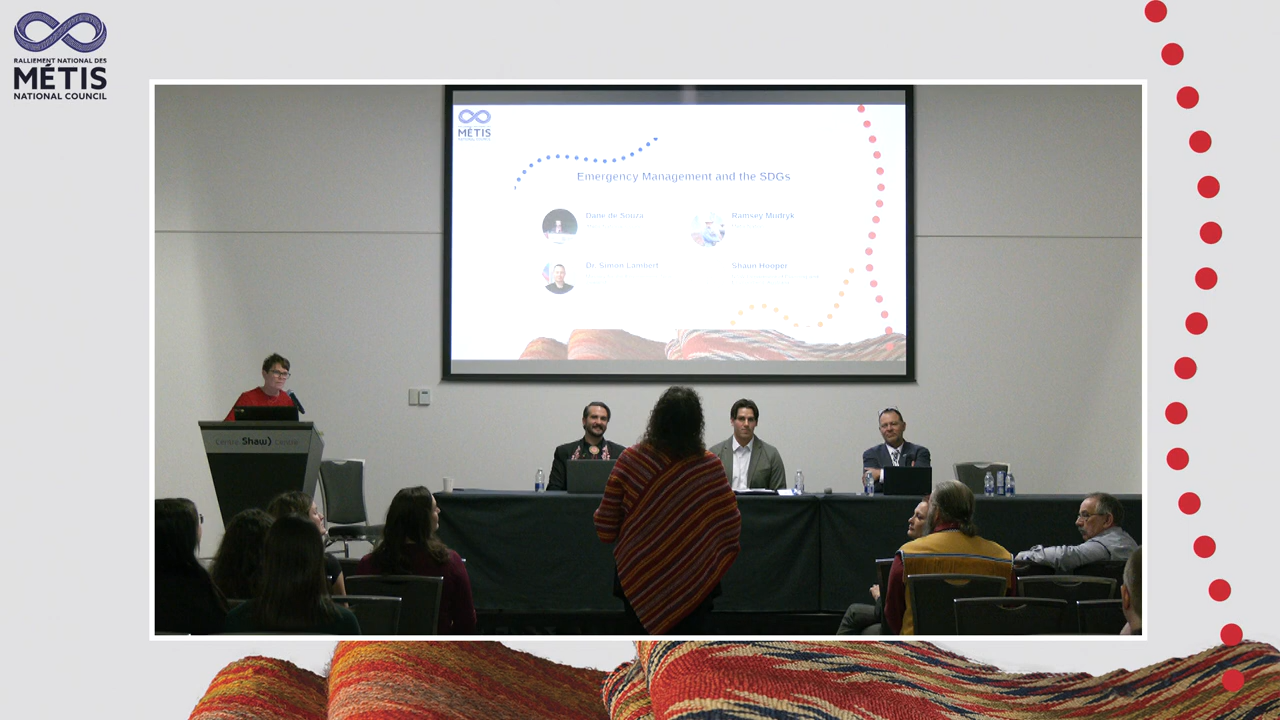 RALLIEMENT NATIONAL DES
MÉTIS
NATIONAL COUNCIL
MÉTIS
Emergency Management and the SDGs
Dane de Souza
Ramsey Mudryk
Dr. Simon Lambert
Shaun Hooper
Centre Shaw) Centre